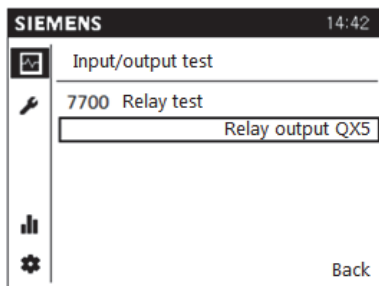 SIEMENS 14:42
Input/output test
7700 Relay test
Relay output QX5
Back